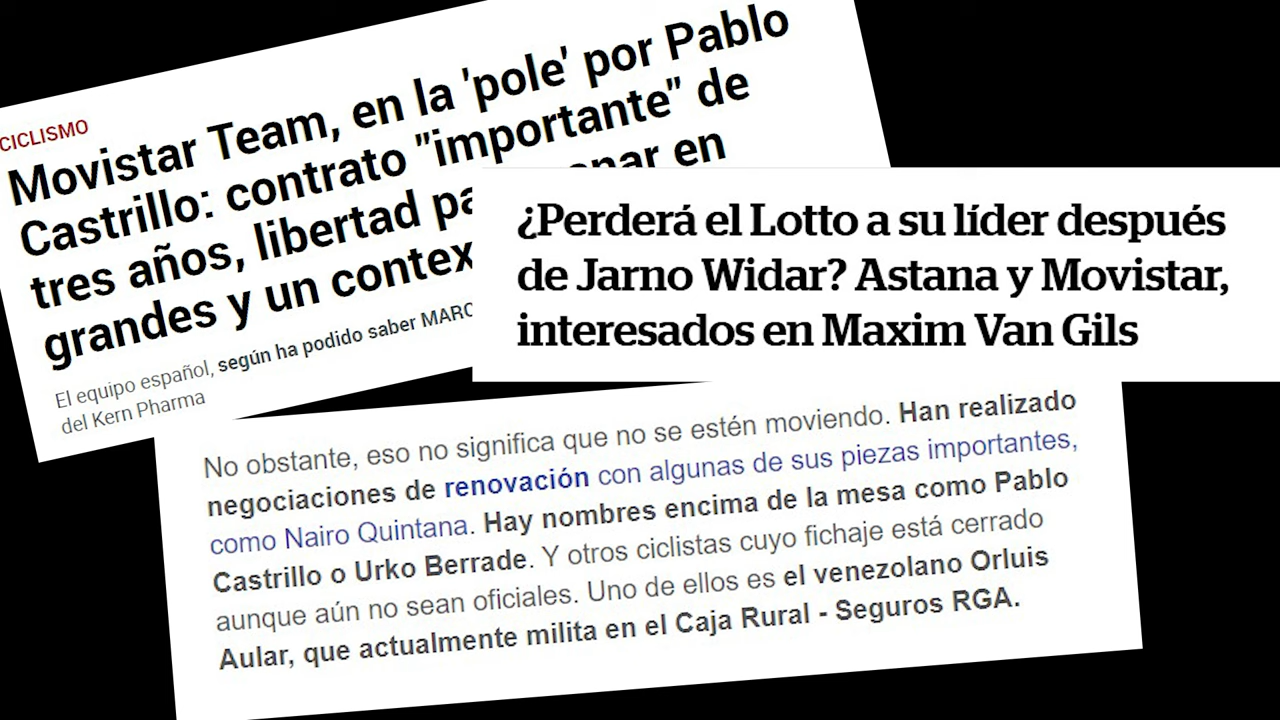 CICLISMO
Movistar Team, en la 'pole' por Pablo
Castrillo: contrato "importante" de
tres años, libertad en
grandes y un
El equipo español, según ha podido saber
del Kern Pharma
¿Perderá el Lotto a su líder después
de Jarno Widar? Astana y Movistar,
interesados en Maxim Van Gils
No obstante, eso no significa que no se estén moviendo. Han realizado
negociaciones de renovación con algunas de sus piezas importantes,
como Nairo Quintana. Hay nombres encima de la mesa como Pablo
Castrillo o Urko Berrade. Y otros ciclistas cuyo fichaje está cerrado
aunque aún no sean oficiales. Uno de ellos es el venezolano Orluis
Aular, que actualmente milita en el Caja Rural - Seguros RGA.